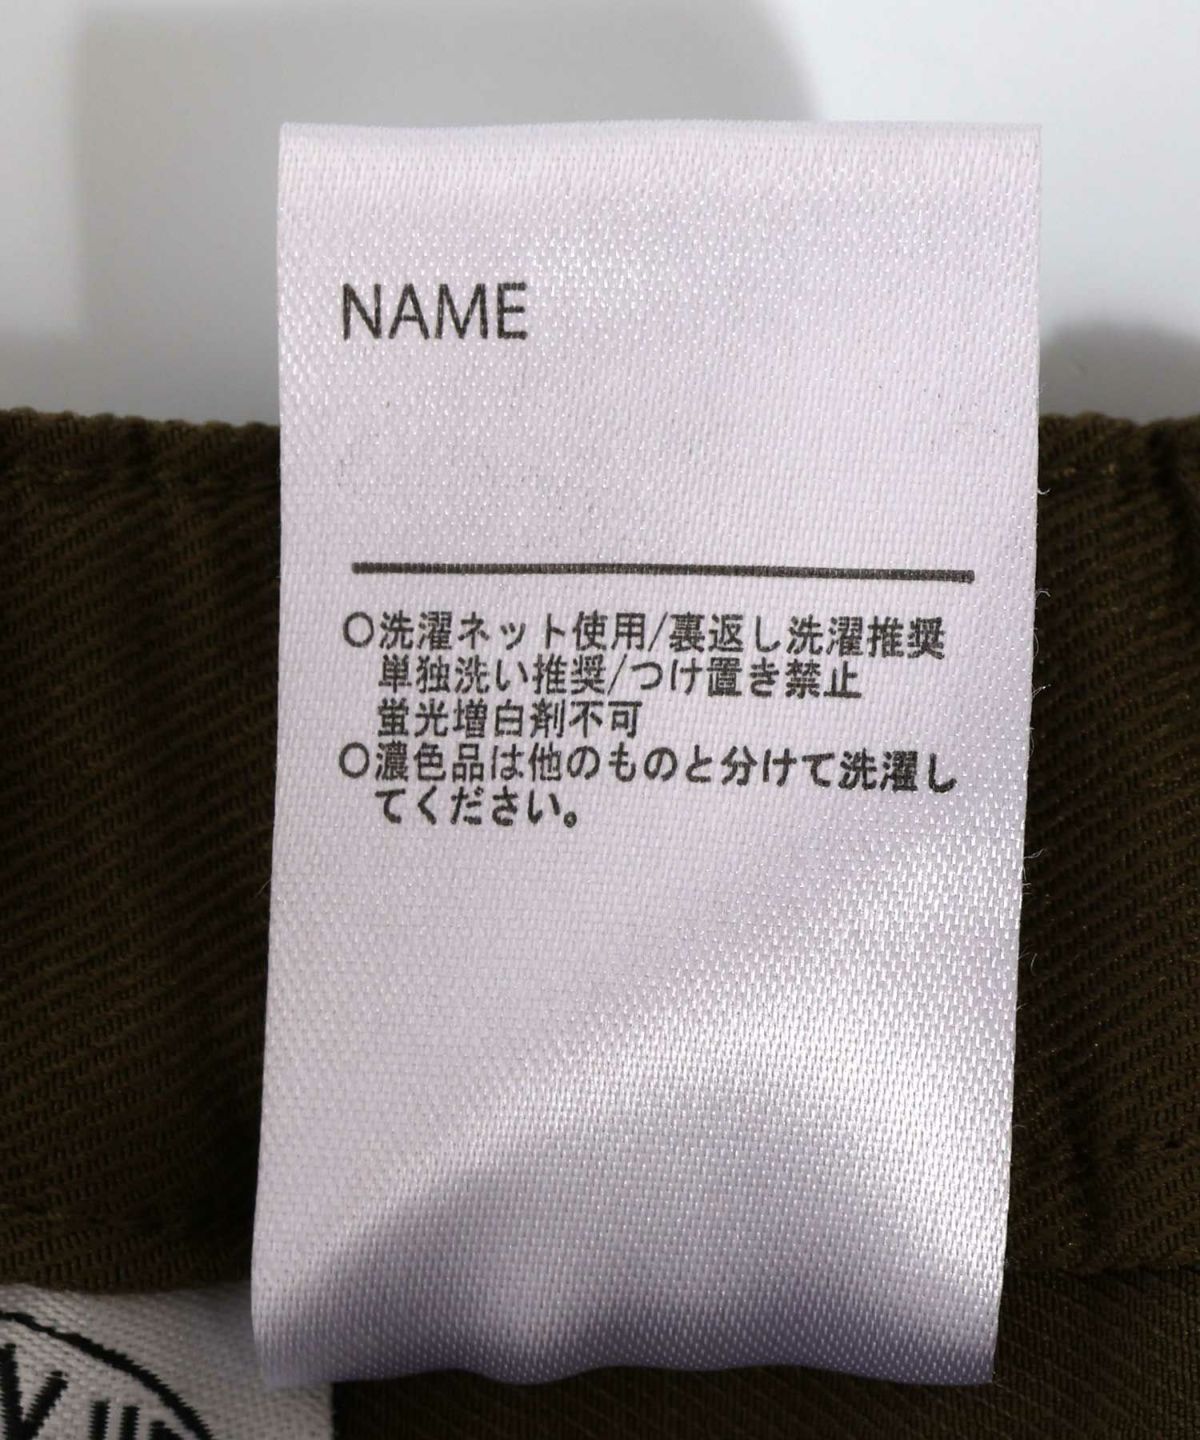 NAME
○洗濯ネット使用/裏返し洗濯推奨
単独洗い推奨/つけ置き禁止
蛍光増白剤不可
○濃色品は他のものと分けて洗濯し
てください。